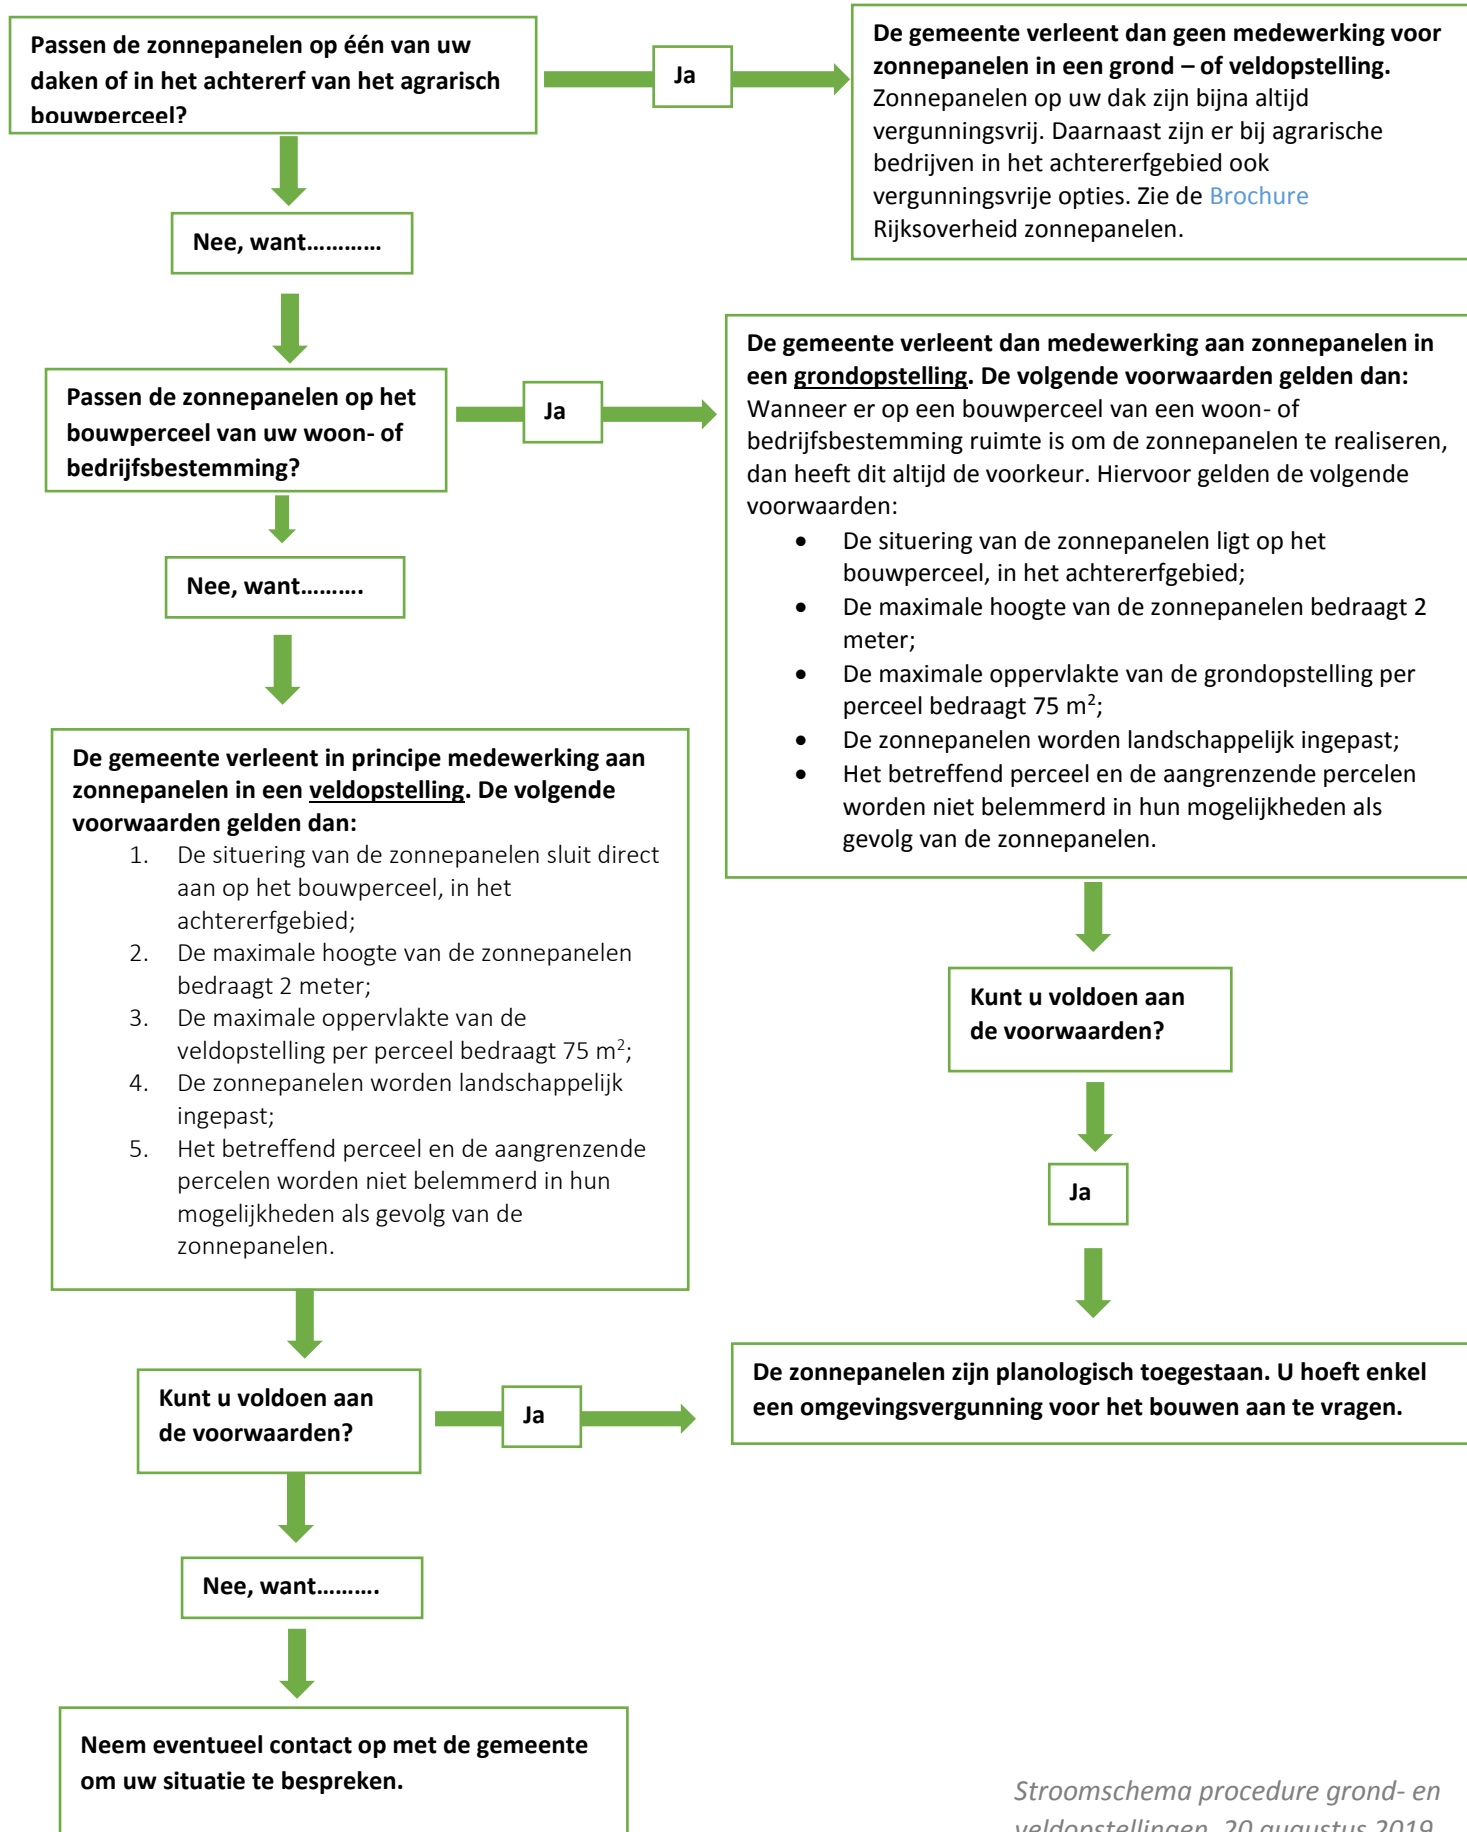 Passen de zonnepanelen op één van uw
daken of in het achtererf van het agrarisch
bouwperceel?
Ja
De gemeente verleent dan geen medewerking voor
zonnepanelen in een grond – of veldopstelling.
Zonnepanelen op uw dak zijn bijna altijd
vergunningsvrij. Daarnaast zijn er bij agrarische
bedrijven in het achtererfgebied ook
vergunningsvrije opties. Zie de Brochure
Rijksoverheid zonnepanelen.
Nee, want…………
Passen de zonnepanelen op het
bouwperceel van uw woon- of
bedrijfsbestemming?
Ja
De gemeente verleent dan medewerking aan zonnepanelen in
een grondopstelling. De volgende voorwaarden gelden dan:
Wanneer er op een bouwperceel van een woon- of
bedrijfsbestemming ruimte is om de zonnepanelen te realiseren,
dan heeft dit altijd de voorkeur. Hiervoor gelden de volgende
voorwaarden:
• De situering van de zonnepanelen ligt op het
bouwperceel, in het achtererfgebied;
• De maximale hoogte van de zonnepanelen bedraagt 2
meter;
• De maximale oppervlakte van de grondopstelling per
perceel bedraagt 75 m²;
• De zonnepanelen worden landschappelijk ingepast;
• Het betreffend perceel en de aangrenzende percelen
worden niet belemmerd in hun mogelijkheden als
gevolg van de zonnepanelen.
Nee, want……….
De gemeente verleent in principe medewerking aan
zonnepanelen in een veldopstelling. De volgende
voorwaarden gelden dan:
1. De situering van de zonnepanelen sluit direct
aan op het bouwperceel, in het
achtererfgebied;
2. De maximale hoogte van de zonnepanelen
bedraagt 2 meter;
3. De maximale oppervlakte van de
veldopstelling per perceel bedraagt 75 m²;
4. De zonnepanelen worden landschappelijk
ingepast;
5. Het betreffend perceel en de aangrenzende
percelen worden niet belemmerd in hun
mogelijkheden als gevolg van de
zonnepanelen.
Kunt u voldoen aan
de voorwaarden?
Ja
De zonnepanelen zijn planologisch toegestaan. U hoeft enkel
een omgevingsvergunning voor het bouwen aan te vragen.
Kunt u voldoen aan
de voorwaarden?
Ja
Nee, want……….
Neem eventueel contact op met de gemeente
om uw situatie te bespreken.
Stroomschema procedure grond- en
veldopstellingen, 20 augustus 2019